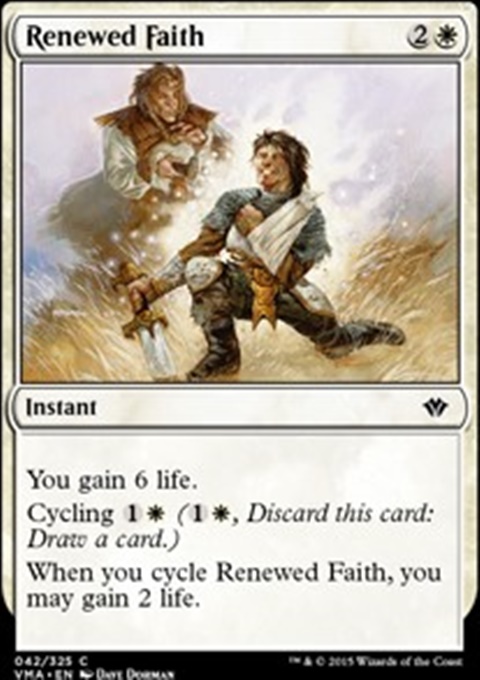 Renewed Faith 2
Instant
You gain 6 life.
Cycling 1 (1, Discard this card:
Draw a card.)
When you cycle Renewed Faith, you
may gain 2 life.
042/325 C
VMA • EN Dave Dorman
™ & © 2015 Wizards of the Coast